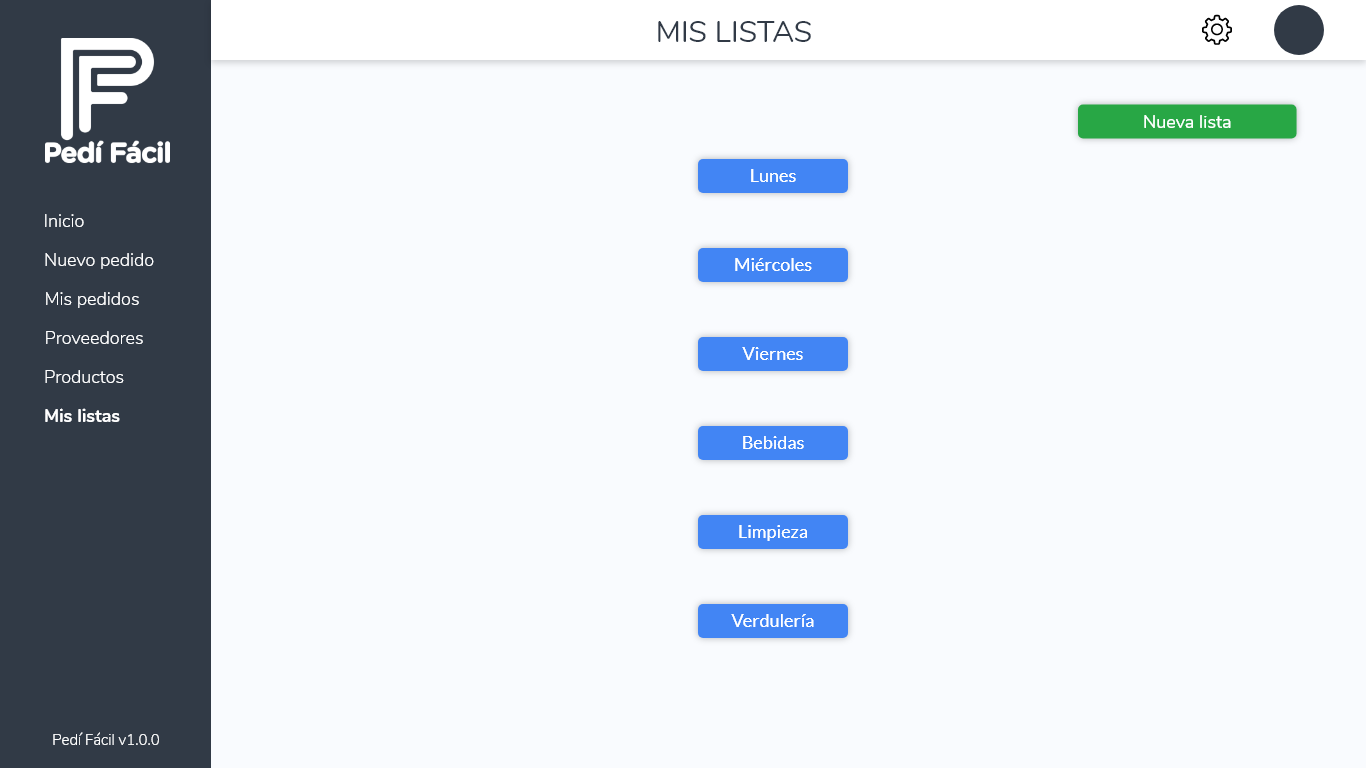 Pedí Fácil
Inicio
Nuevo pedido
Mis pedidos
Proveedores
Productos
Mis listas
Pedí Fácil v1.0.0
MIS LISTAS
Nueva lista
Lunes
Miércoles
Viernes
Bebidas
Limpieza
Verdulería